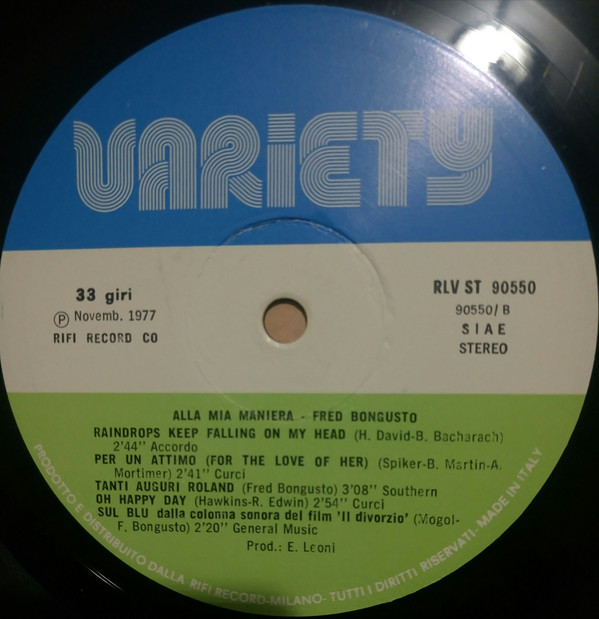 VARiETY
33 giri
Ⓟ Novemb. 1977
RIFI RECORD CO
RLV ST 90550
90550/B
SIAE
STEREO
ALLA MIA MANIERA - FRED BONGUSTO
RAINDROPS KEEP FALLING ON MY HEAD (H. David-B. Bacharach)
2'44'' Accordo
PER UN ATTIMO (FOR THE LOVE OF HER) (Spiker-B. Martin-A.
Mortimer) 2'41'' Curci
TANTI AUGURI ROLAND (Fred Bongusto) 3'08'' Southern
OH HAPPY DAY (Hawkins-R. Edwin) 2'54'' Curci
SUL BLU dalla colonna sonora del film 'Il divorzio' (Mogol-
F. Bongusto) 2'20'' General Music
Prod.: E. Leoni
PRODOTTO E DISTRIBUITO DALLA RIFI RECORD-MILANO-TUTTI I DIRITTI RISERVATI MADE IN ITALY